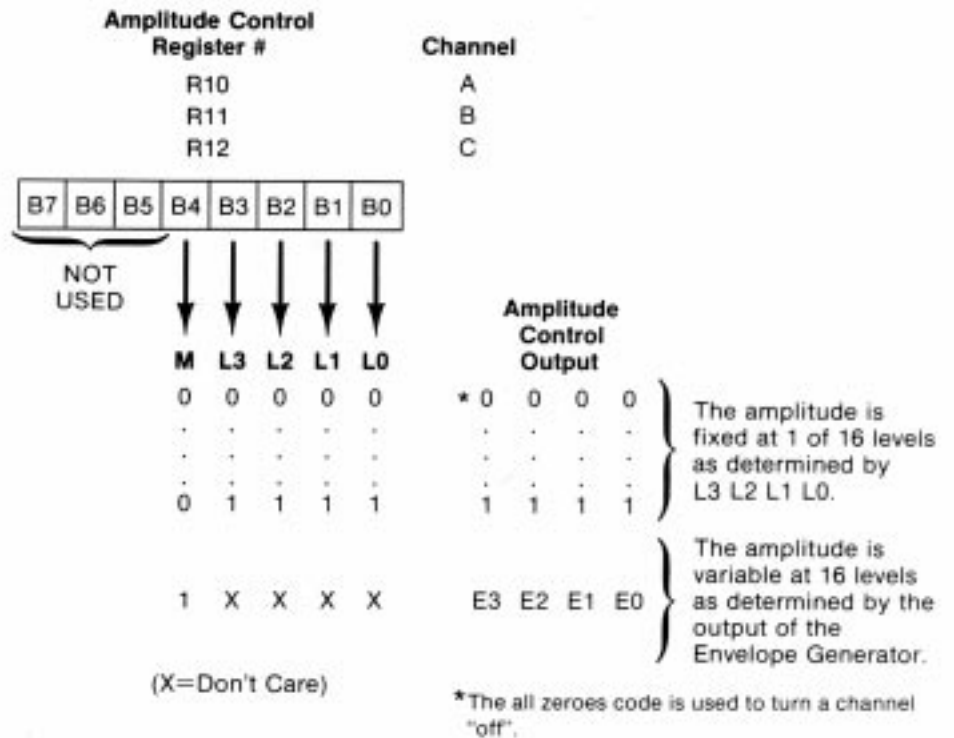 Amplitude Control
Register #
Channel
R10 A
R11 B
R12 C
B7 B6 B5 B4 B3 B2 B1 B0
NOT
USED
Amplitude
Control
Output
M L3 L2 L1 L0
0 0 0 0 0 * 0 0 0 0
. . . . . . . . .
. . . . . . . . .
. . . . . . . . .
0 1 1 1 1 1 1 1 1
The amplitude is
fixed at 1 of 16 levels
as determined by
L3 L2 L1 L0.
1 X X X X E3 E2 E1 E0
The amplitude is
variable at 16 levels
as determined by the
output of the
Envelope Generator.
(X=Don't Care)
*The all zeroes code is used to turn a channel
"off".